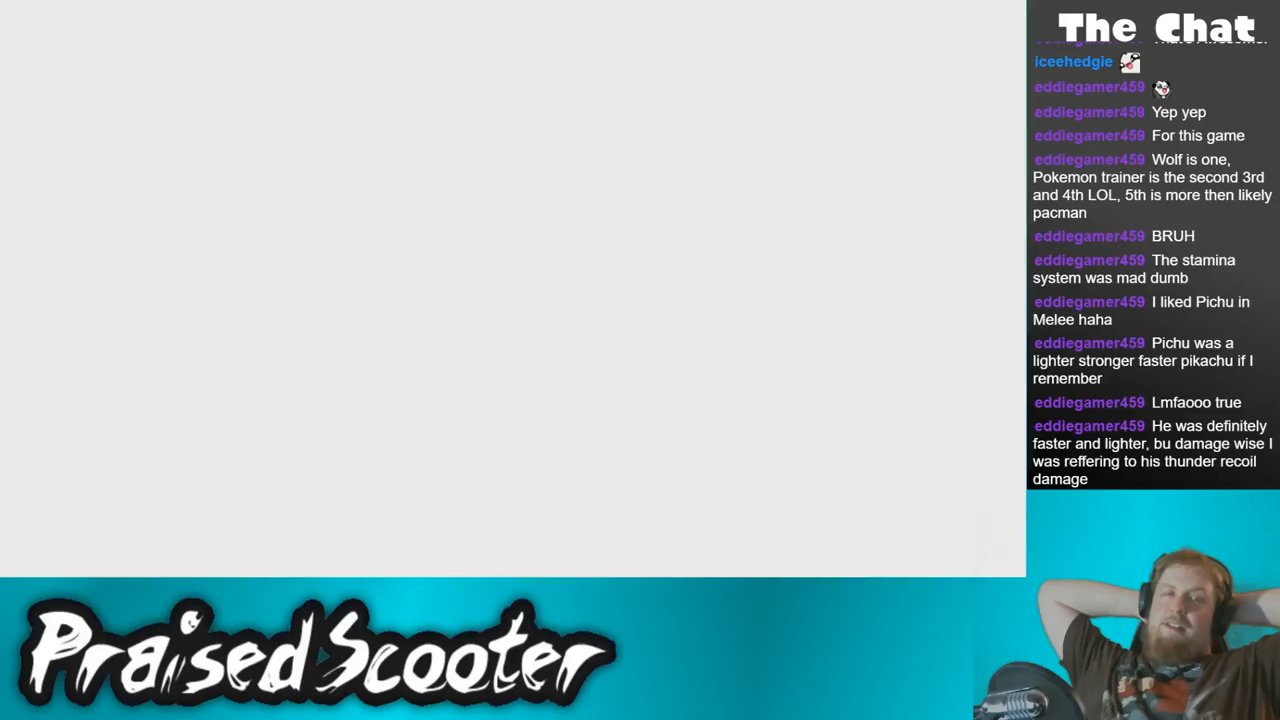 The Chat
iceehedgie
eddiegamer459
eddiegamer459 Yep yep
eddiegamer459 For this game
eddiegamer459 Wolf is one,
Pokemon trainer is the second 3rd
and 4th LOL, 5th is more then likely
pacman
eddiegamer459 BRUH
eddiegamer459 The stamina
system was mad dumb
eddiegamer459 I liked Pichu in
Melee haha
eddiegamer459 Pichu was a
lighter stronger faster pikachu if I
remember
eddiegamer459 Lmfaooo true
eddiegamer459 He was definitely
faster and lighter, bu damage wise I
was reffering to his thunder recoil
damage
PraisedScooter